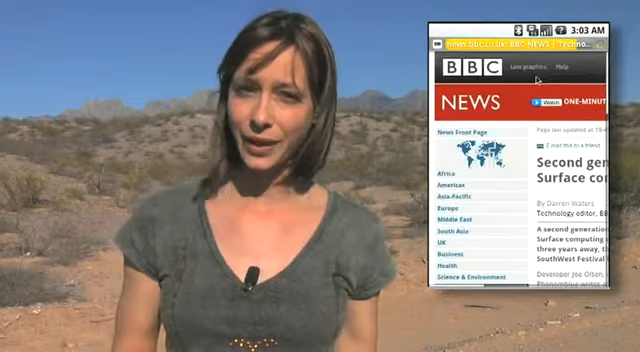 3:03 AM
news.bbc.co.uk: BBC NEWS | Techno...
BBC
Low graphics Help
NEWS
Watch ONE-MINUT
News Front Page
Africa
Americas
Asia-Pacific
Europe
Middle East
South Asia
UK
Business
Health
Science & Environment
Page last updated at
E-mail this to a friend
Second gen
Surface co
By Darren Waters
Technology editor, BB
A second generation
Surface computing
three years away,
SouthWest Festival
Developer Joe Olsen,
Phenomblue writes